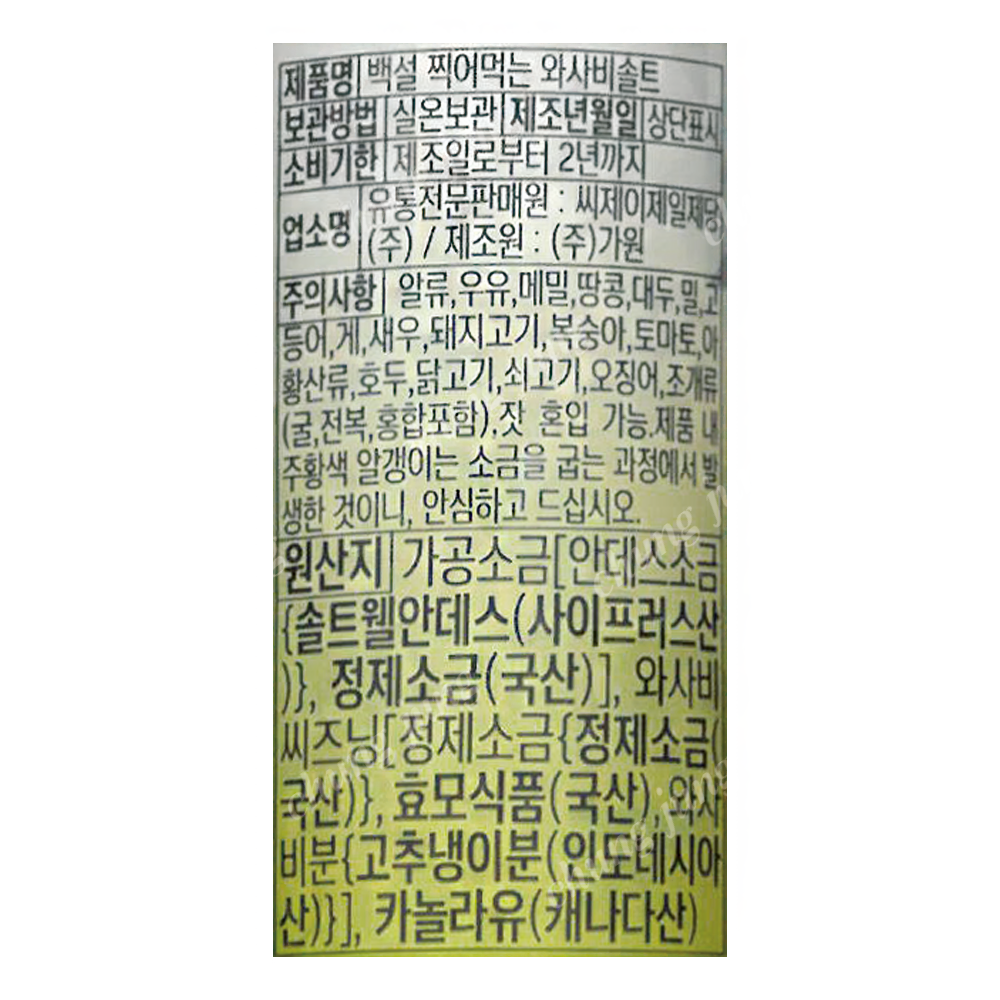 제품명 백설 찍어먹는 와사비솔트
보관방법 실온보관 제조년월일 상단표시
소비기한 제조일로부터 2년까지
업소명 유통전문판매원 : 씨제이제일제당
(주) / 제조원 : (주)가원
주의사항 알류,우유,메밀,땅콩,대두,밀,고
등어,게,새우,돼지고기,복숭아,토마토,아
황산류,호두,닭고기,쇠고기,오징어,조개류
(굴,전복,홍합포함),잣 혼입 가능.제품 내
주황색 알갱이는 소금을 굽는 과정에서 발
생한 것이니, 안심하고 드십시오.
원산지 가공소금[안데스소금
{솔트웰안데스(사이프러스산
)}, 정제소금(국산)], 와사비
씨즈닝[정제소금{정제소금(
국산)}, 효모식품(국산), 와사
비분{고추냉이분(인도네시아
산)}], 카놀라유(캐나다산)